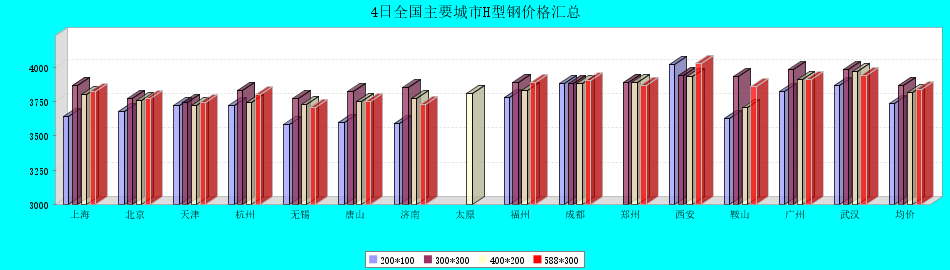 4日全国主要城市H型钢价格汇总
4000
3750
3500
3250
3000
上海 北京 天津 杭州 无锡 唐山 济南 太原 福州 成都 郑州 西安 鞍山 广州 武汉 均价
200*100 300*300 400*200 588*300